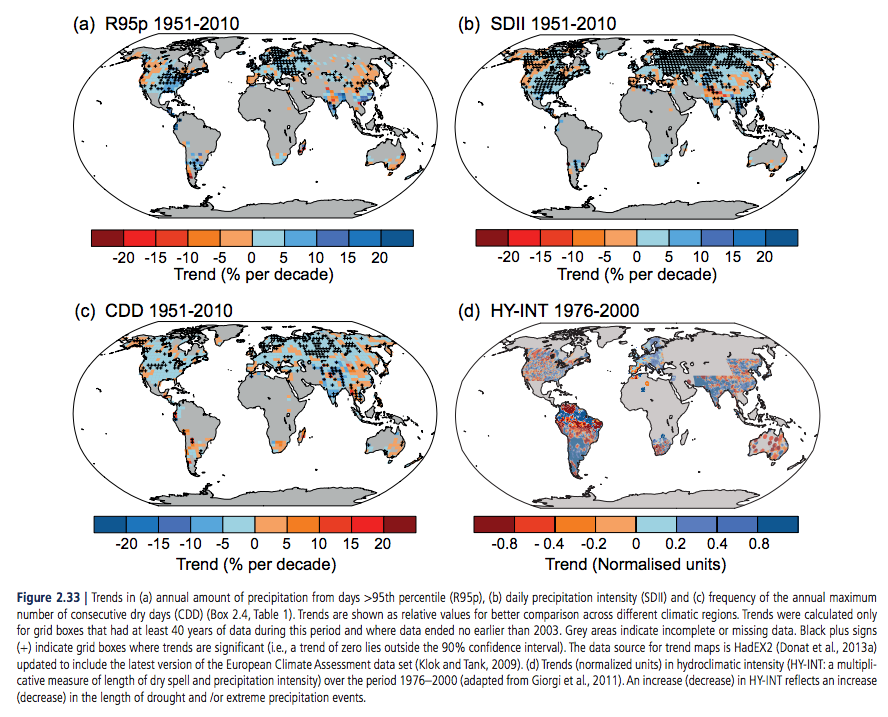 (a) R95p 1951-2010
(b) SDII 1951-2010
-20 -15 -10 -5 0 5 10 15 20
Trend (% per decade)
-20 -15 -10 -5 0 5 10 15 20
Trend (% per decade)
(c) CDD 1951-2010
(d) HY-INT 1976-2000
-20 -15 -10 -5 0 5 10 15 20
Trend (% per decade)
-0.8 - 0.4 -0.2 0 0.2 0.4 0.8
Trend (Normalised units)
Figure 2.33 | Trends in (a) annual amount of precipitation from days >95th percentile (R95p), (b) daily precipitation intensity (SDII) and (c) frequency of the annual maximum
number of consecutive dry days (CDD) (Box 2.4, Table 1). Trends are shown as relative values for better comparison across different climatic regions. Trends were calculated only
for grid boxes that had at least 40 years of data during this period and where data ended no earlier than 2003. Grey areas indicate incomplete or missing data. Black plus signs
(+) indicate grid boxes where trends are significant (i.e., a trend of zero lies outside the 90% confidence interval). The data source for trend maps is HadEX2 (Donat et al., 2013a)
updated to include the latest version of the European Climate Assessment data set (Klok and Tank, 2009). (d) Trends (normalized units) in hydroclimatic intensity (HY-INT: a multipli-
cative measure of length of dry spell and precipitation intensity) over the period 1976–2000 (adapted from Giorgi et al., 2011). An increase (decrease) in HY-INT reflects an increase
(decrease) in the length of drought and /or extreme precipitation events.